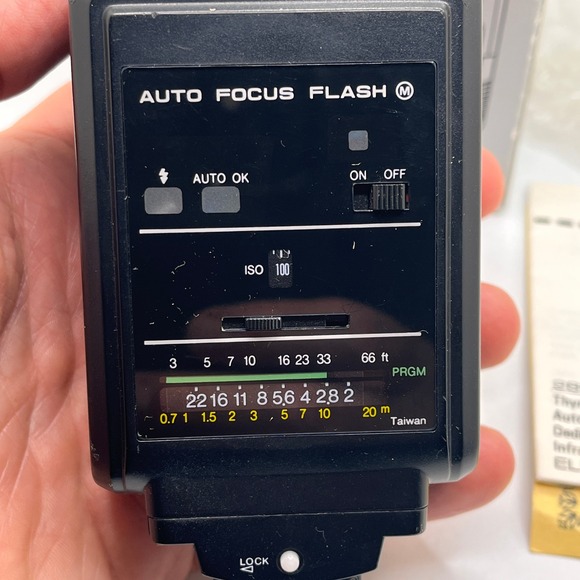 AUTO FOCUS FLASH M
ON OFF
AUTO OK
ISO 100
3 5 7 10 16 23 33 66 ft
PRGM
22 16 11 8 5,6 4 2,8 2
0.7 1 1.5 2 3 5 7 10 20 m
Taiwan
LOCK